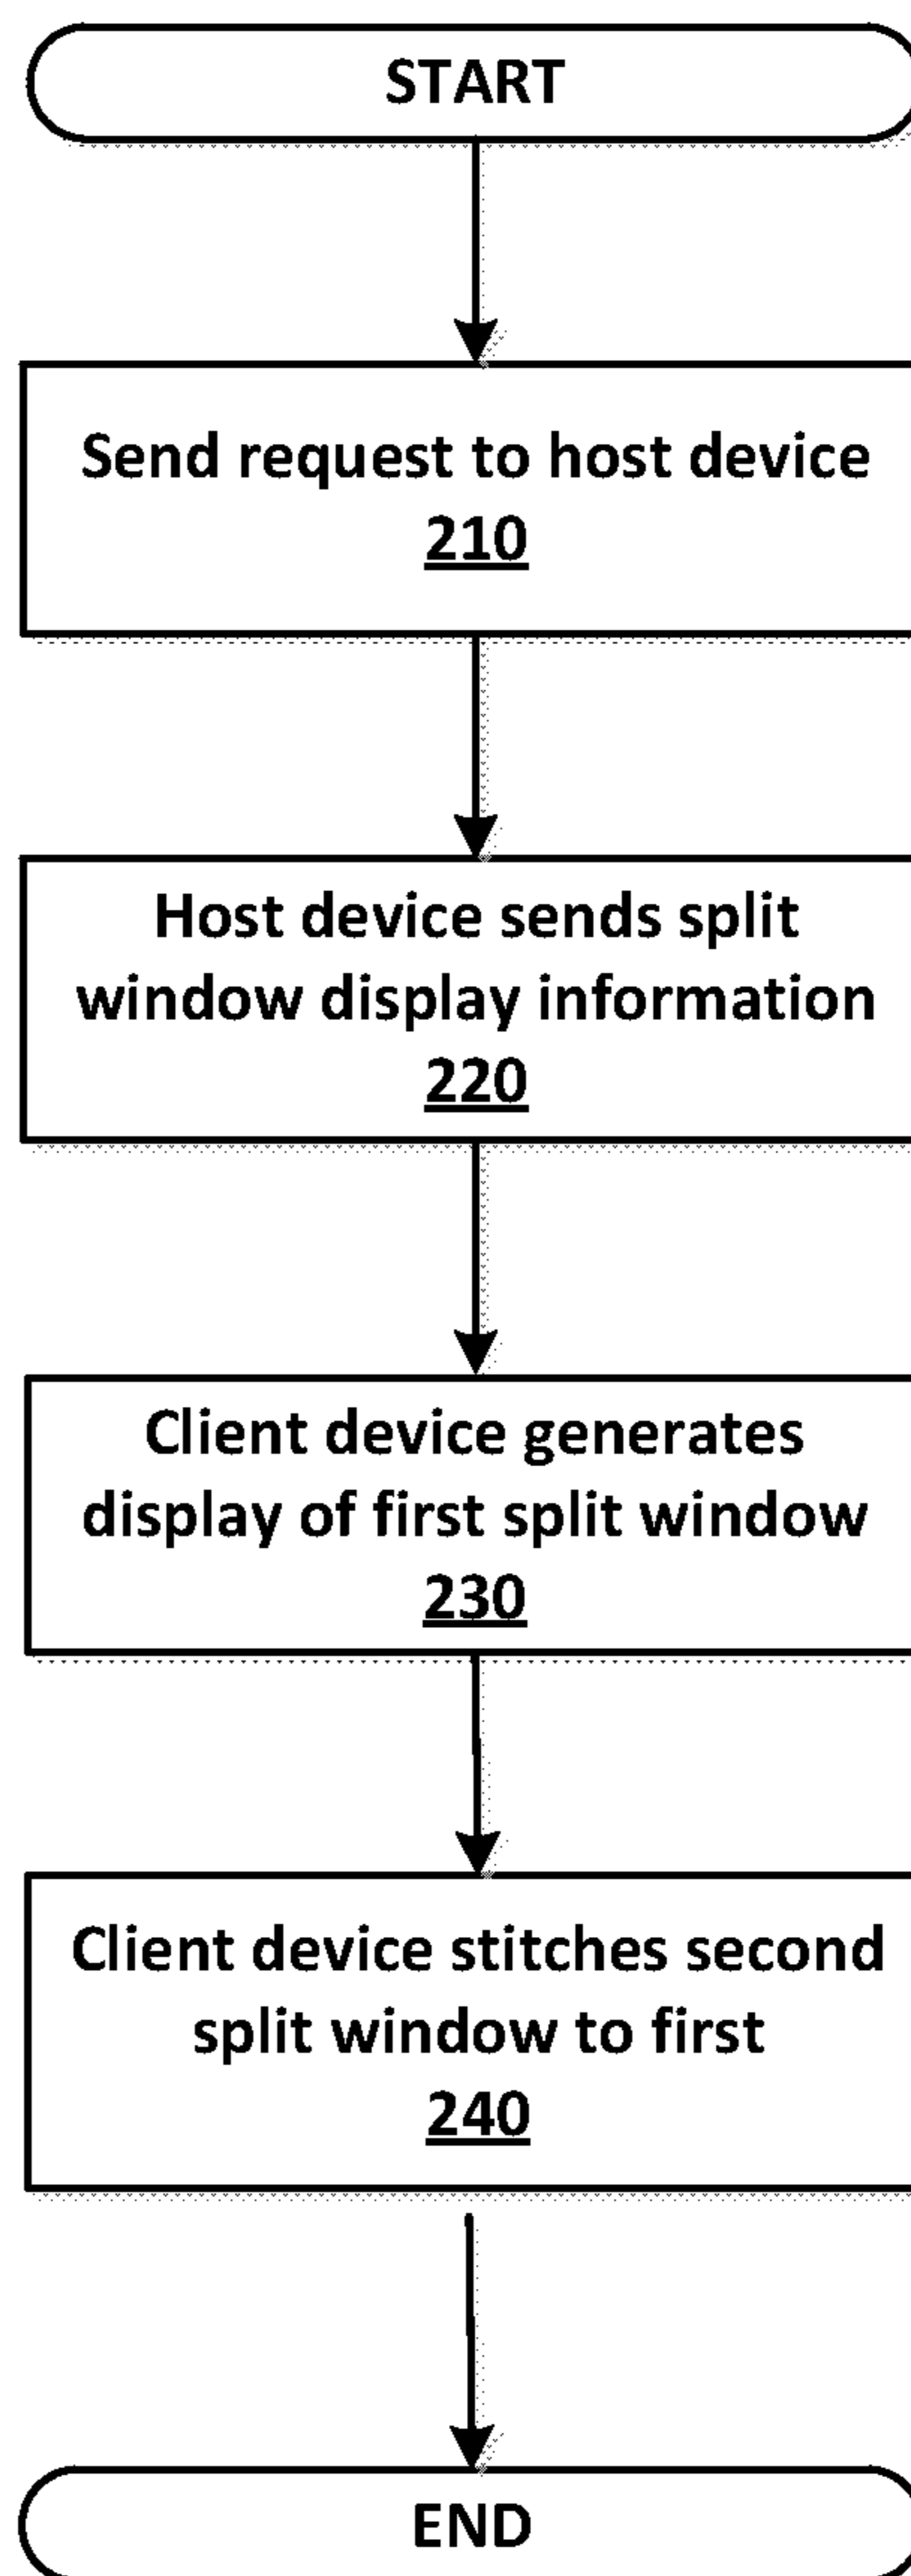 START
Send request to host device
210
Host device sends split
window display information
220
Client device generates
display of first split window
230
Client device stitches second
split window to first
240
END